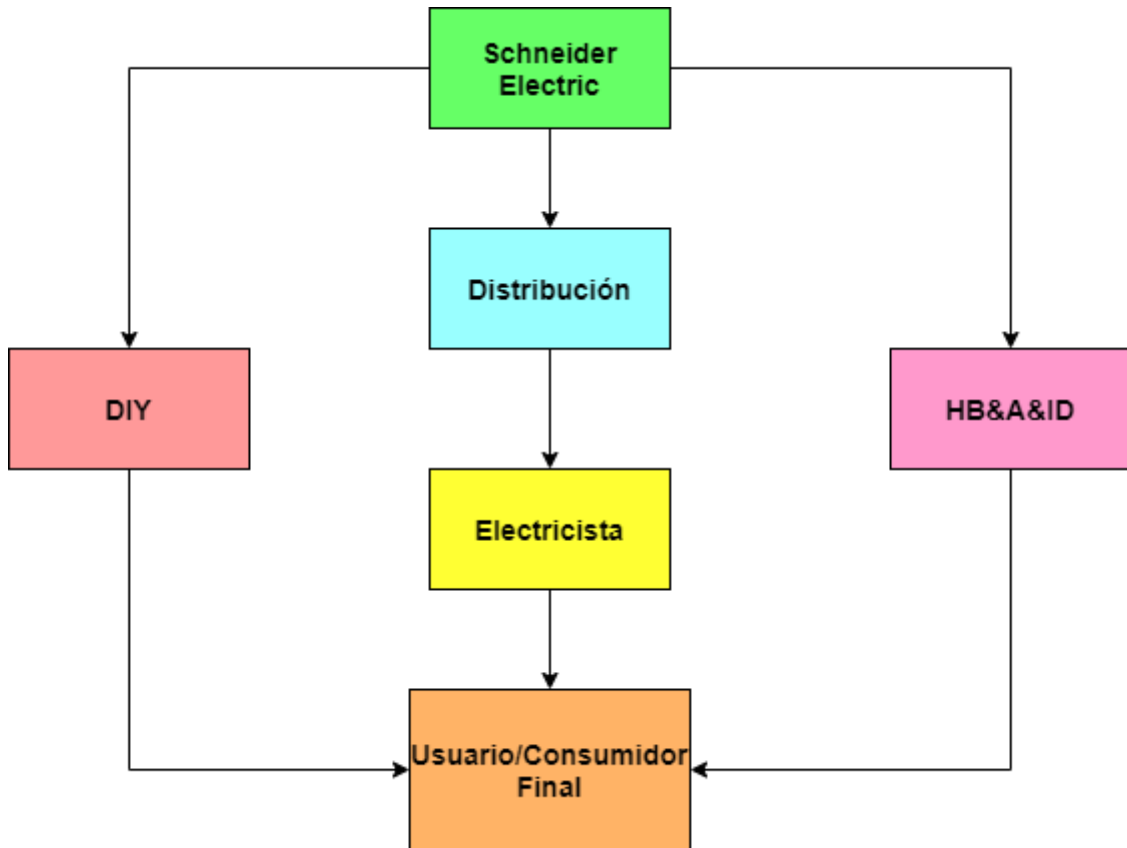 Schneider
Electric
Distribución
DIY
HB&A&ID
Electricista
Usuario/Consumidor
Final